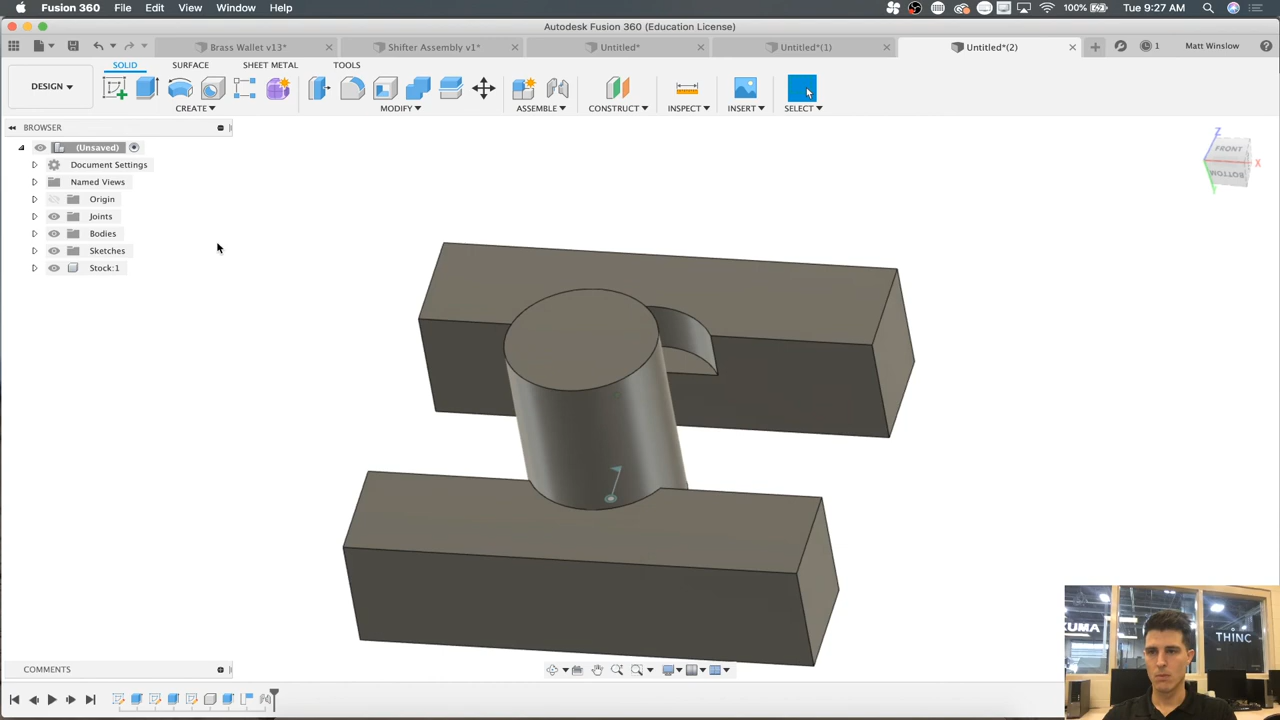 Fusion 360 File Edit View Window Help 100% Tue 9:27 AM
Autodesk Fusion 360 (Education License)
Brass Wallet v13* Shifter Assembly v1* Untitled* Untitled*(1) Untitled*(2) 1 Matt Winslow
SOLID SURFACE SHEET METAL TOOLS
DESIGN
CREATE MODIFY ASSEMBLE CONSTRUCT INSPECT INSERT SELECT
BROWSER
(Unsaved)
Document Settings
Named Views
Origin
Joints
Bodies
Sketches
Stock:1
Z
FRONT
X
BOTTOM
Y
KUMA
THINC
COMMENTS